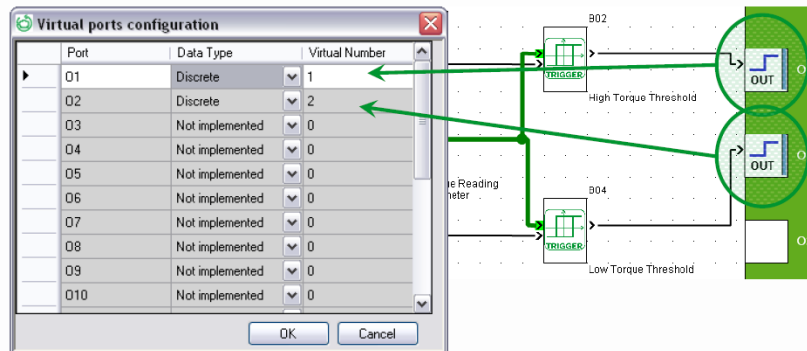 Virtual ports configuration
Port Data Type Virtual Number
O1 Discrete 1
O2 Discrete 2
O3 Not implemented 0
O4 Not implemented 0
O5 Not implemented 0
O6 Not implemented 0
O7 Not implemented 0
O8 Not implemented 0
O9 Not implemented 0
O10 Not implemented 0
OK Cancel
B02
TRIGGER
High Torque Threshold
OUT
O
OUT
O
ue Reading
meter
B04
TRIGGER
O
Low Torque Threshold